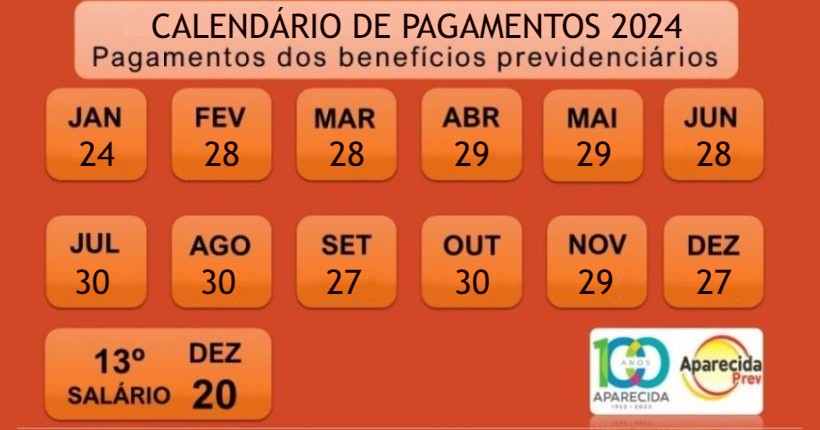 CALENDÁRIO DE PAGAMENTOS 2024
Pagamentos dos benefícios previdenciários
JAN FEV MAR ABR MAI JUN
24 28 28 29 29 28
JUL AGO SET OUT NOV DEZ
30 30 27 30 29 27
13º DEZ
SALÁRIO 20
100
ANOS
APARECIDA
1922 | 2022
Aparecida
Prev